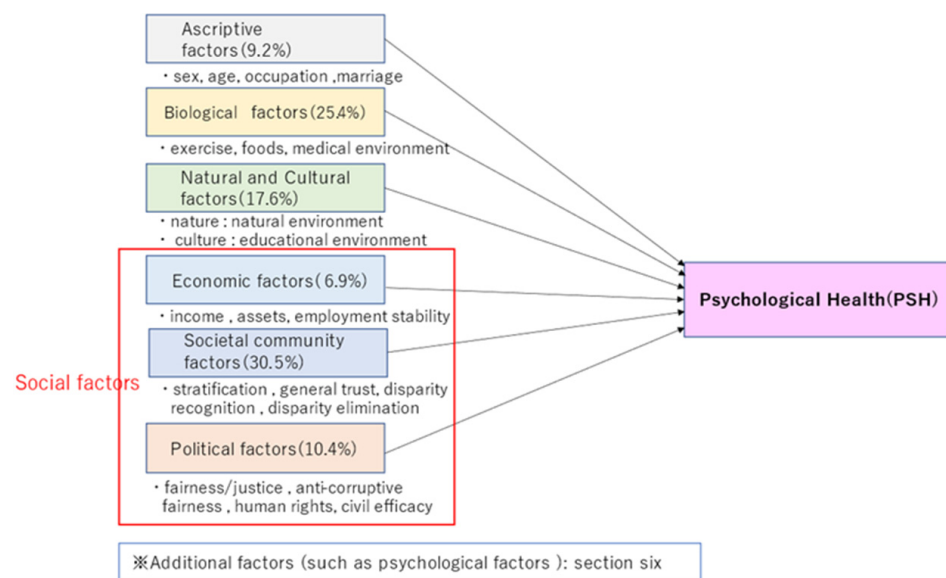 Ascriptive
factors(9.2%)
・sex, age, occupation ,marriage
Biological factors(25.4%)
・exercise, foods, medical environment
Natural and Cultural
factors(17.6%)
・nature : natural environment
・ culture : educational environment
Economic factors(6.9%)
・income , assets, employment stability
Societal community
factors(30.5%)
Social factors
・stratification , general trust, disparity
recognition , disparity elimination
Political factors(10.4%)
・fairness/justice , anti-corruptive
fairness , human rights, civil efficacy
Psychological Health(PSH)
※Additional factors (such as psychological factors ): section six